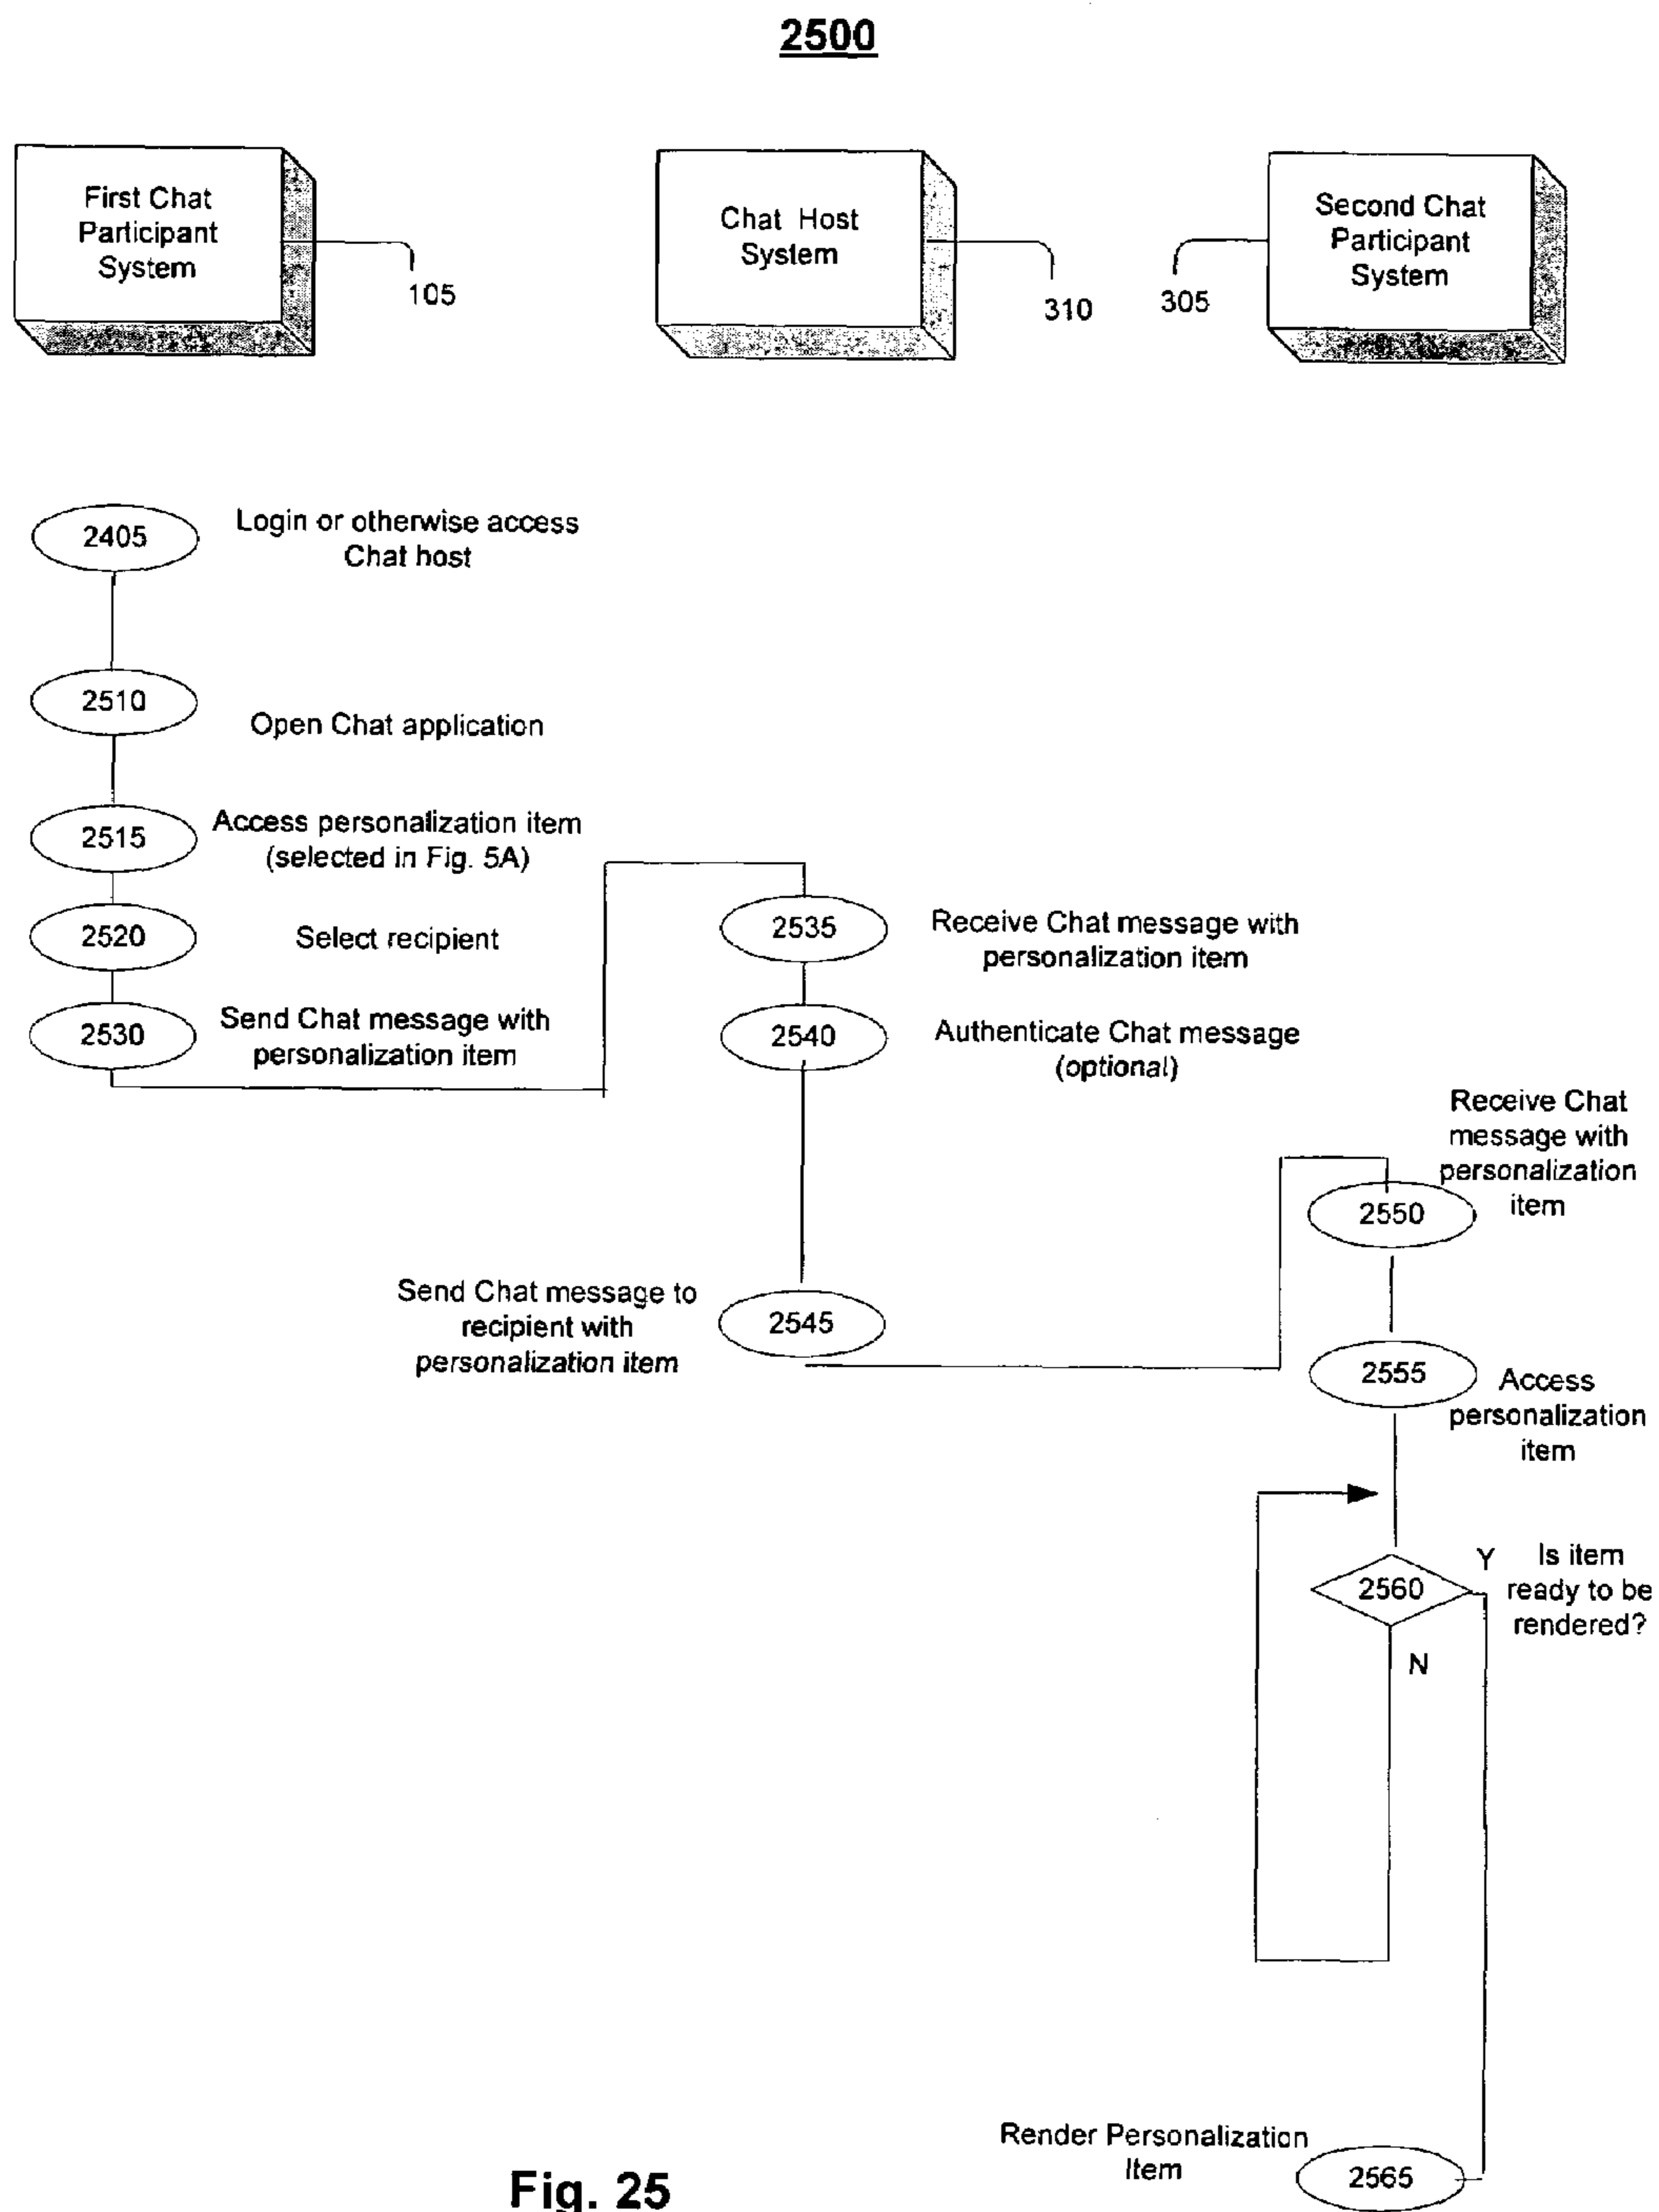 2500
First Chat
Participant
System
105
Chat Host
System
310
305
Second Chat
Participant
System
2405
Login or otherwise access
Chat host
2510
Open Chat application
2515
Access personalization item
(selected in Fig. 5A)
2520
Select recipient
2530
Send Chat message with
personalization item
2535
Receive Chat message with
personalization item
2540
Authenticate Chat message
(optional)
Send Chat message to
recipient with
personalization item
2545
Receive Chat
message with
personalization
item
2550
2555
Access
personalization
item
2560
Y
Is item
ready to be
rendered?
N
Render Personalization
Item
2565
Fig. 25